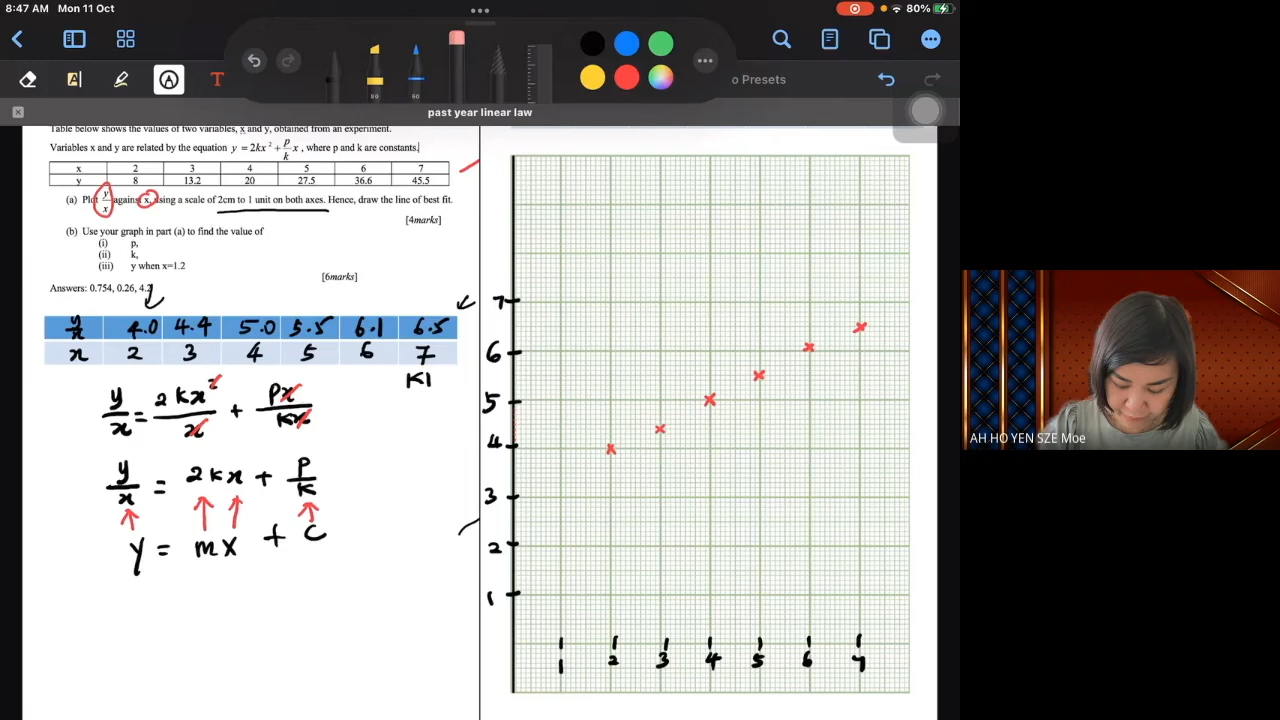 8:47 AM Mon 11 Oct
80%
T
o Presets
past year linear law
Table below shows the values of two variables, x and y, obtained from an experiment.
Variables x and y are related by the equation y = 2kx² + p/k x , where p and k are constants.
x 2 3 4 5 6 7
y 8 13.2 20 27.5 36.6 45.5
(a) Plot y/x against x, using a scale of 2cm to 1 unit on both axes. Hence, draw the line of best fit.
[4marks]
(b) Use your graph in part (a) to find the value of
(i) p,
(ii) k,
(iii) y when x=1.2
[6marks]
Answers: 0.754, 0.26, 4.2
y/x 4.0 4.4 5.0 5.5 6.1 6.5
x 2 3 4 5 6 7
K1
y/x = 2kx²/x + px/kx
y/x = 2kx + p/k
Y = mX + C
7
6
5
4
3
2
1
1 2 3 4 5 6 7
AH HO YEN SZE Moe